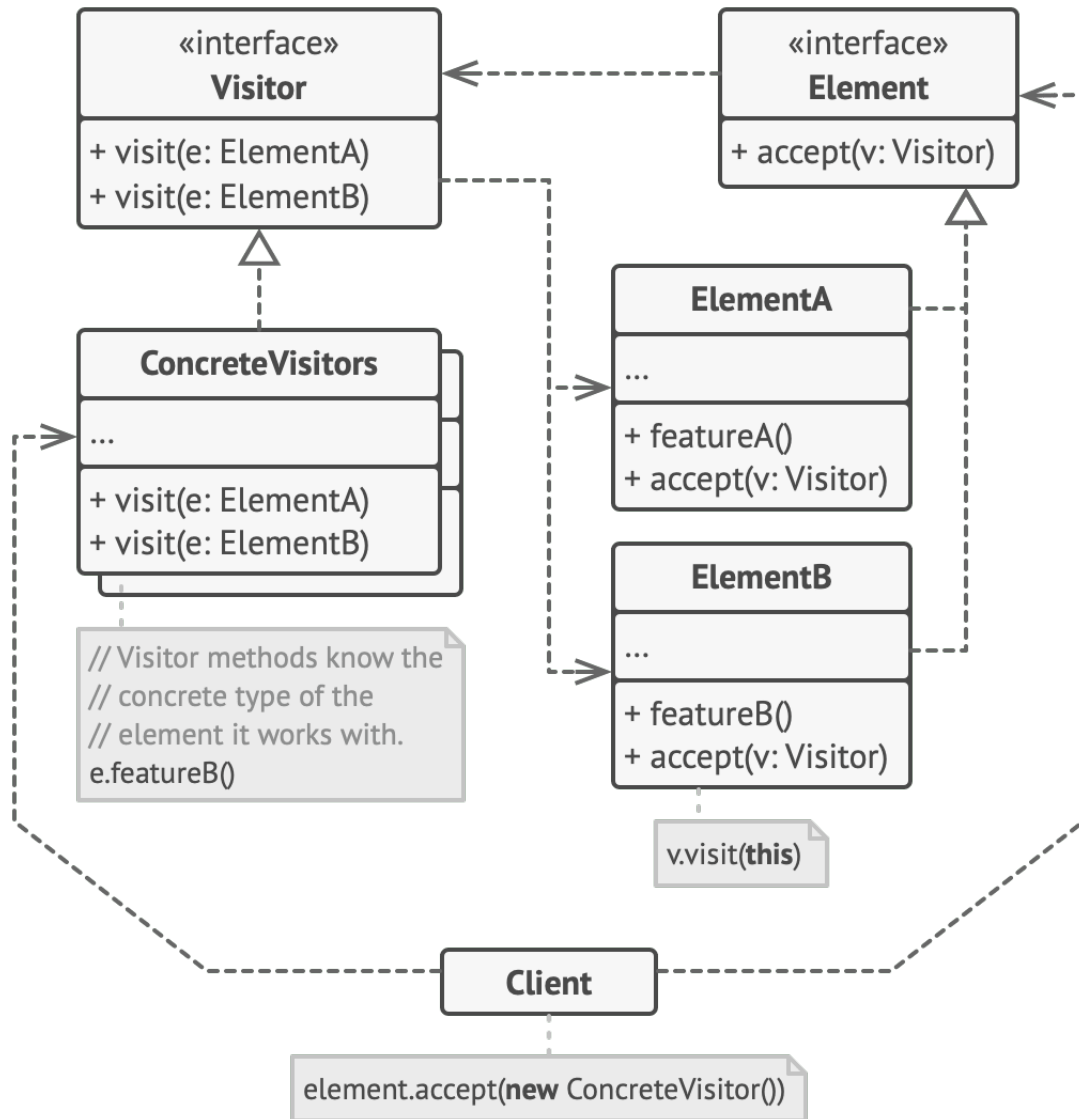 «interface»
Visitor
+ visit(e: ElementA)
+ visit(e: ElementB)
«interface»
Element
+ accept(v: Visitor)
ConcreteVisitors
...
+ visit(e: ElementA)
+ visit(e: ElementB)
// Visitor methods know the
// concrete type of the
// element it works with.
e.featureB()
ElementA
...
+ featureA()
+ accept(v: Visitor)
ElementB
...
+ featureB()
+ accept(v: Visitor)
v.visit(this)
Client
element.accept(new ConcreteVisitor())